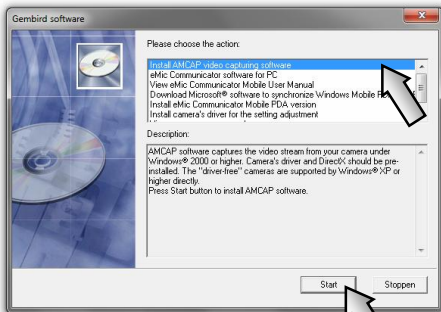 Gembird software
Please choose the action:
Install AMCAP video capturing software
eMic Communicator software for PC
View eMic Communicator Mobile User Manual
Download Microsoft® software to synchronize Windows Mobile
Install eMic Communicator Mobile PDA version
Install camera's driver for the setting adjustment
Description:
AMCAP software captures the video stream from your camera under
Windows® 2000 or higher. Camera's driver and DirectX should be pre-
installed. The "driver-free" cameras are supported by Windows® XP or
higher directly.
Press Start button to install AMCAP software.
Start
Stoppen